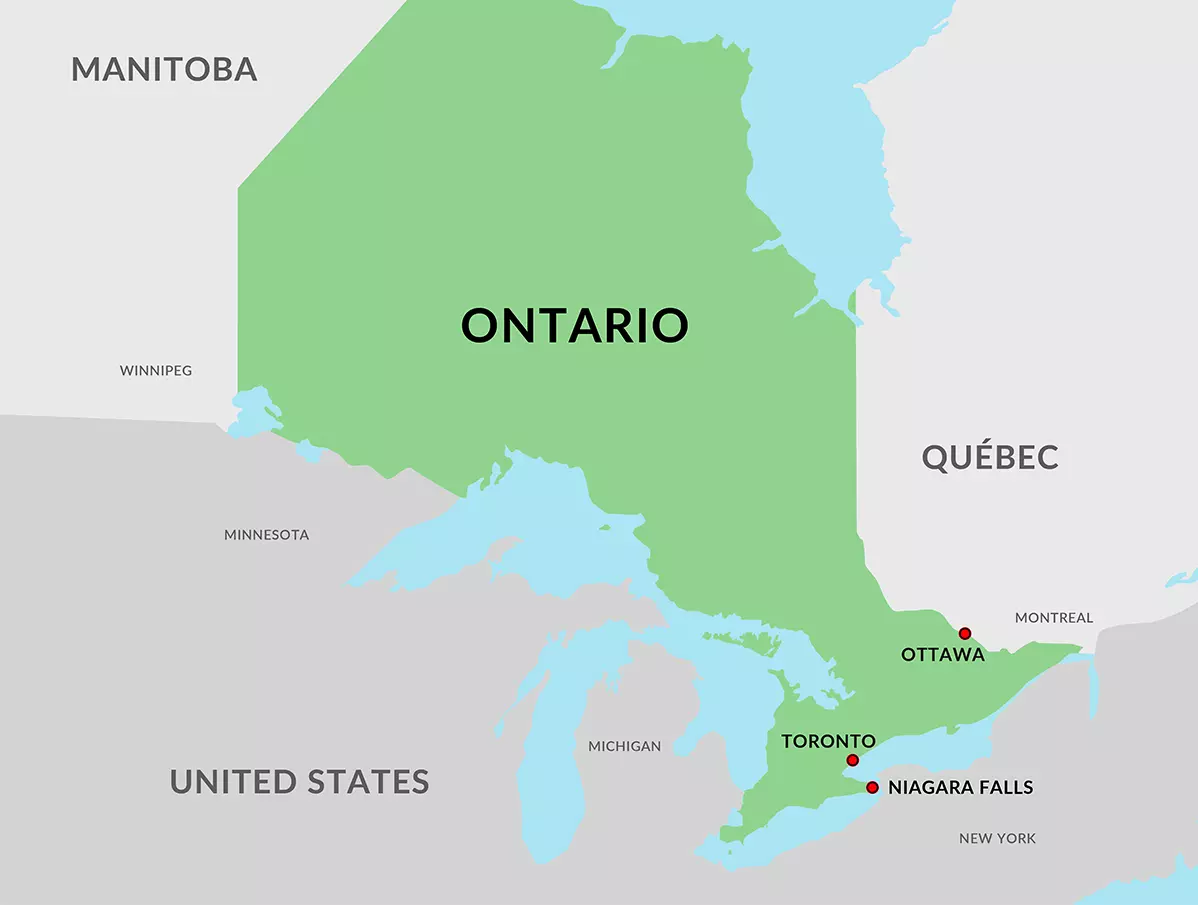 MANITOBA
ONTARIO
WINNIPEG
QUÉBEC
MINNESOTA
MONTREAL
OTTAWA
TORONTO
MICHIGAN
UNITED STATES
NIAGARA FALLS
NEW YORK